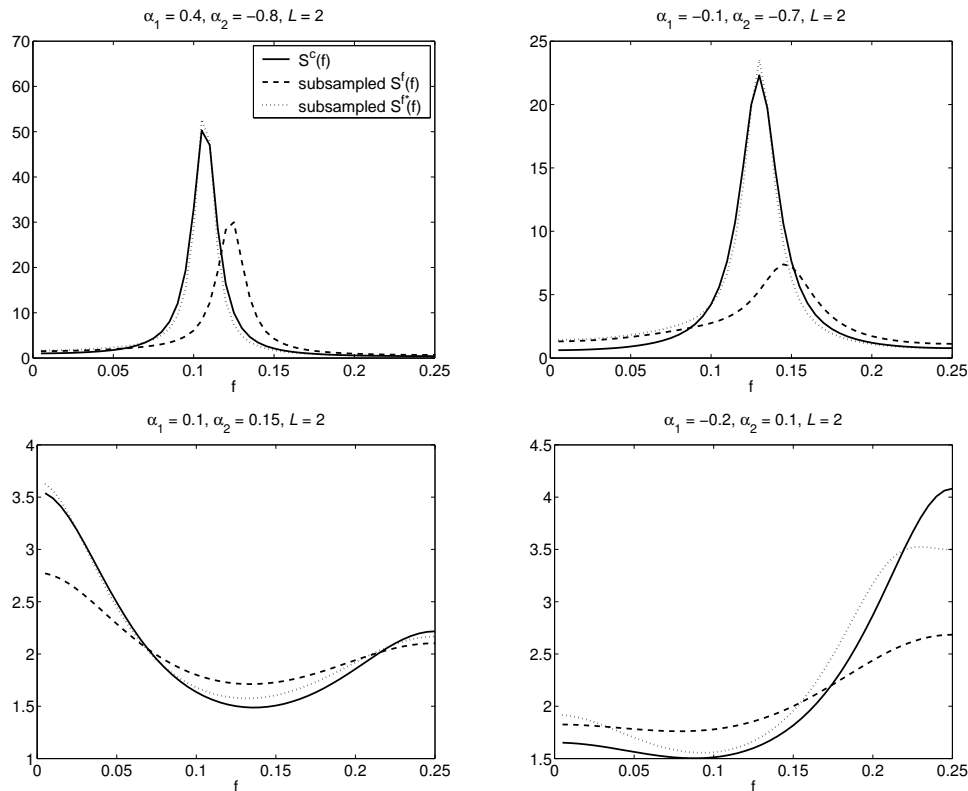 α1 = 0.4, α2 = −0.8, L = 2
70
60
50
40
30
20
10
0
0 0.05 0.1 0.15 0.2 0.25
f
S^c(f)
subsampled S^f(f)
subsampled S^f*(f)
α1 = −0.1, α2 = −0.7, L = 2
25
20
15
10
5
0
0 0.05 0.1 0.15 0.2 0.25
f
α1 = 0.1, α2 = 0.15, L = 2
4
3.5
3
2.5
2
1.5
1
0 0.05 0.1 0.15 0.2 0.25
f
α1 = −0.2, α2 = 0.1, L = 2
4.5
4
3.5
3
2.5
2
1.5
0 0.05 0.1 0.15 0.2 0.25
f